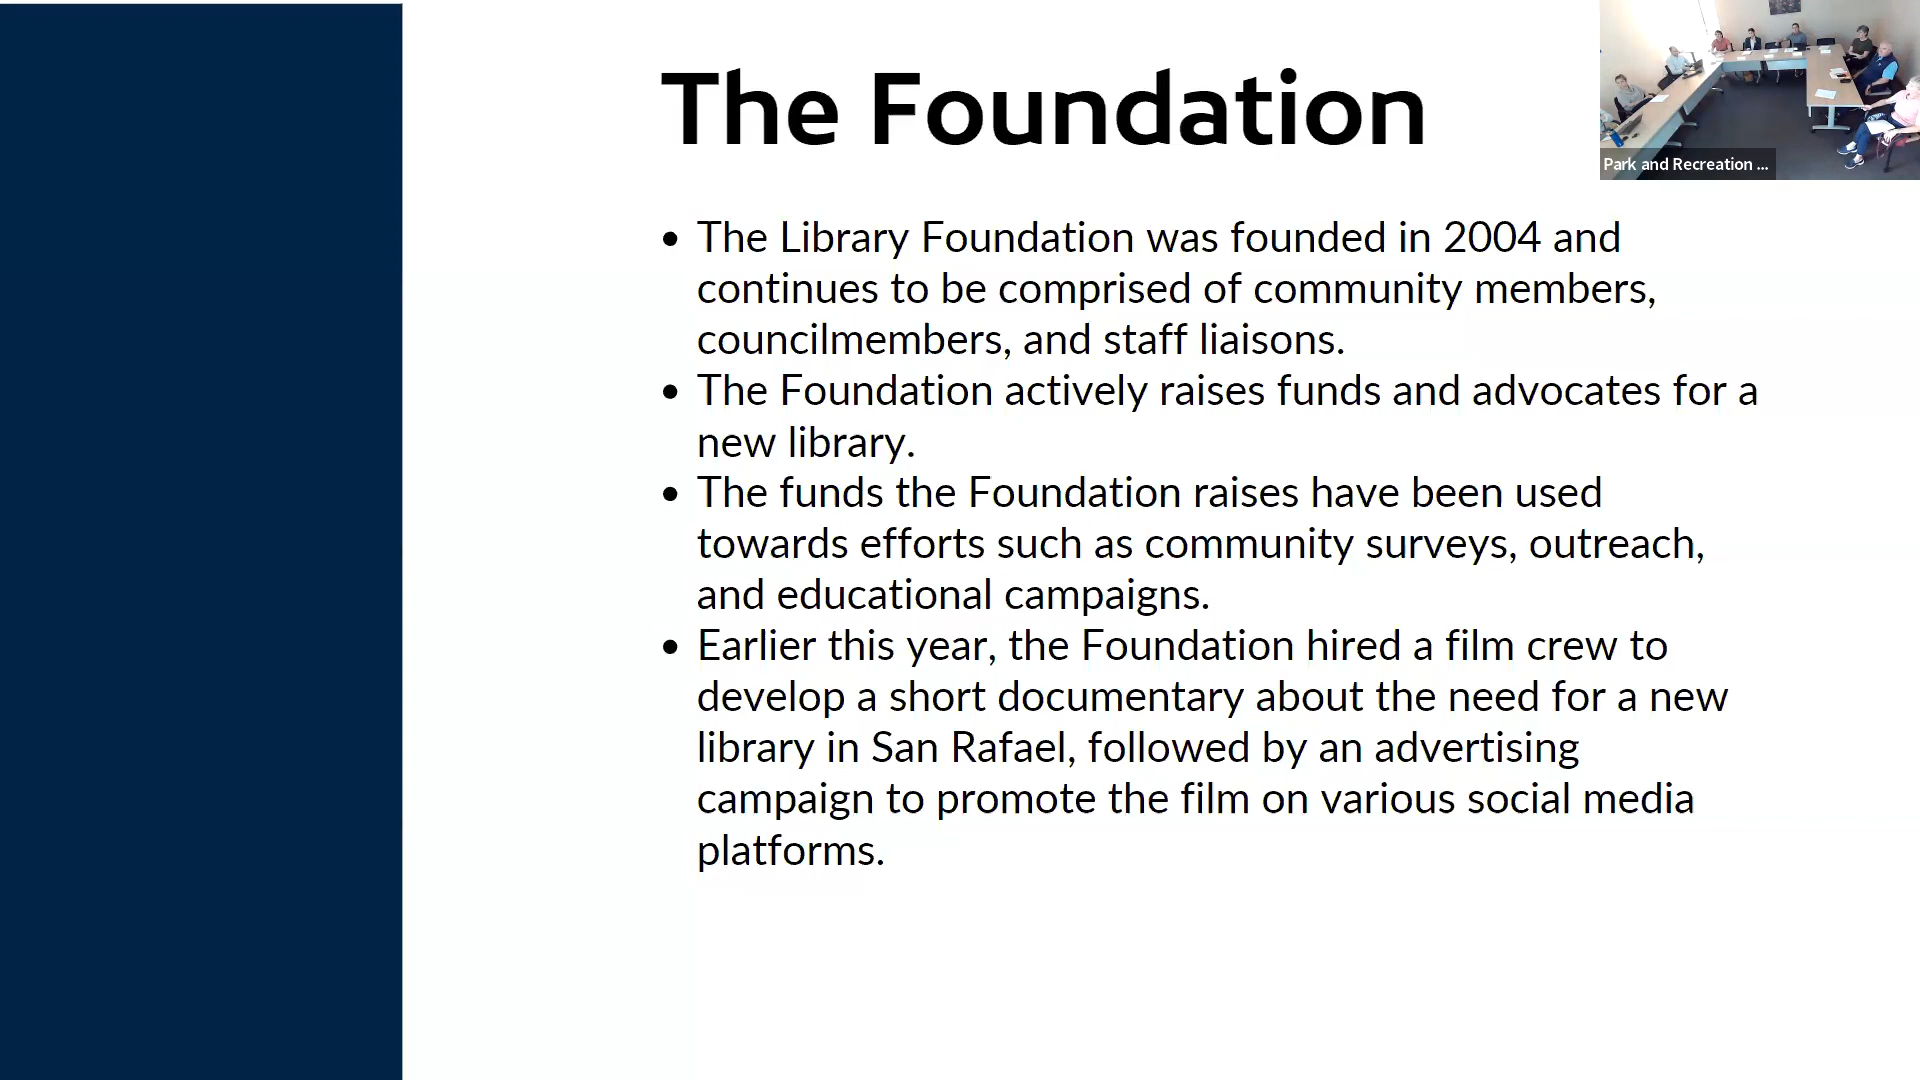 The Foundation
Park and Recreation ...
• The Library Foundation was founded in 2004 and
continues to be comprised of community members,
councilmembers, and staff liaisons.
• The Foundation actively raises funds and advocates for a
new library.
• The funds the Foundation raises have been used
towards efforts such as community surveys, outreach,
and educational campaigns.
• Earlier this year, the Foundation hired a film crew to
develop a short documentary about the need for a new
library in San Rafael, followed by an advertising
campaign to promote the film on various social media
platforms.